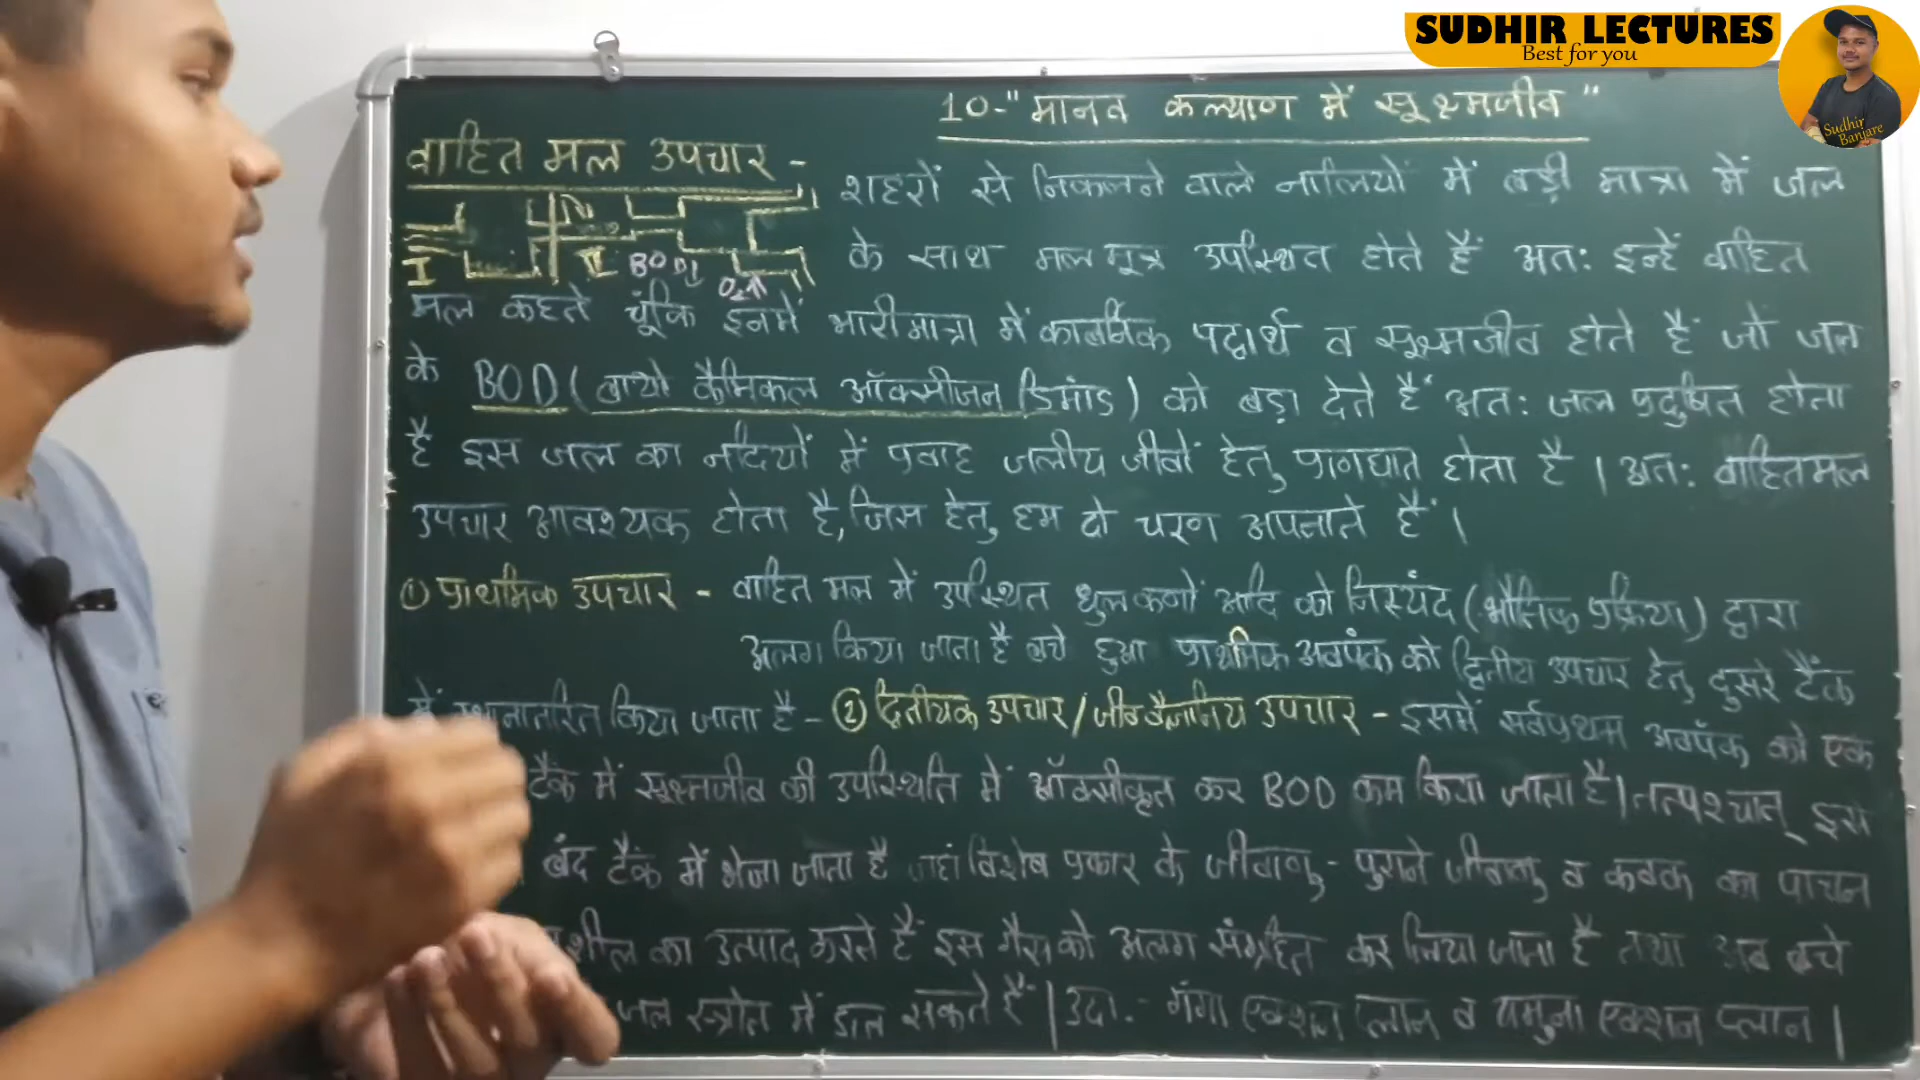 SUDHIR LECTURES
Best for you
Sudhir
Banjare
10-"मानव कल्याण में सूक्ष्मजीव"
वाहित मल उपचार -
शहरों से निकलने वाले नालियों में बड़ी मात्रा में जल
I II BOD↓ O2↑
के साथ मल मूत्र उपस्थित होते हैं अतः इन्हें वाहित
मल कहते चूंकि इनमें भारी मात्रा में कार्बनिक पदार्थ व सूक्ष्मजीव होते हैं जो जल
के BOD (बायो कैमिकल ऑक्सीजन डिमांड) को बड़ा देते हैं अतः जल प्रदुषित होता
है इस जल का नदियों में प्रवाह जलीय जीवों हेतु प्राणघात होता है | अतः वाहितमल
उपचार आवश्यक होता है, जिस हेतु हम दो चरण अपनाते हैं |
① प्राथमिक उपचार - वाहित मल में उपस्थित धुल कणों आदि को निस्यंद (भौतिक प्रक्रिया) द्वारा
अलग किया जाता है बचे हुआ प्राथमिक अवपंक को द्वितीय उपचार हेतु दुसरे टैंक
में स्थानातरित किया जाता है - ② द्वितीयक उपचार / जीव वैज्ञानिय उपचार - इसमें सर्वप्रथम अवपंक को एक
टैंक में सूक्ष्मजीव की उपस्थिति में ऑक्सीकृत कर BOD कम किया जाता है | तत्पश्चात् इस
बंद टैंक में भेजा जाता है जहां विशेष प्रकार के जीवाणु - पुराने जीवाणु व कवक का पाचन
का उत्पाद करते हैं इस गैस को अलग संग्रहित कर लिया जाता है तथा अब बचे
जल स्त्रोत में डाल सकते हैं | उदा. - गंगा एक्शन प्लान व यमुना एक्शन प्लान |